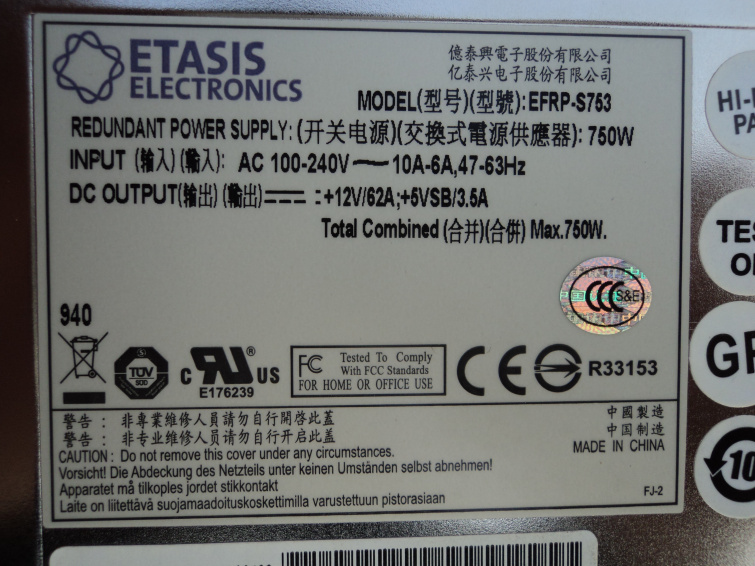 ETASIS
ELECTRONICS
億泰興電子股份有限公司
亿泰兴电子股份有限公司
MODEL(型号)(型號):EFRP-S753
REDUNDANT POWER SUPPLY: (开关电源)(交換式電源供應器): 750W
INPUT (输入)(輸入): AC 100-240V ~ 10A-6A,47-63Hz
DC OUTPUT(输出)(輸出)⎓ : +12V/62A;+5VSB/3.5A
Total Combined (合并)(合併) Max.750W.
CCC S&E
940
TUV
c RU ® US
E176239
FC Tested To Comply
With FCC Standards
FOR HOME OR OFFICE USE
CE
R33153
警告 : 非專業維修人員請勿自行開啓此蓋
警告 : 非专业维修人员请勿自行开启此蓋
CAUTION : Do not remove this cover under any circumstances.
Vorsicht! Die Abdeckung des Netzteils unter keinen Umständen selbst abnehmen!
Apparatet må tilkoples jordet stikkontakt
Laite on liitettävä suojamaadoituskoskettimilla varustettuun pistorasiaan
中國製造
中国制造
MADE IN CHINA
FJ-2
HI-
PA
TES
GP
10